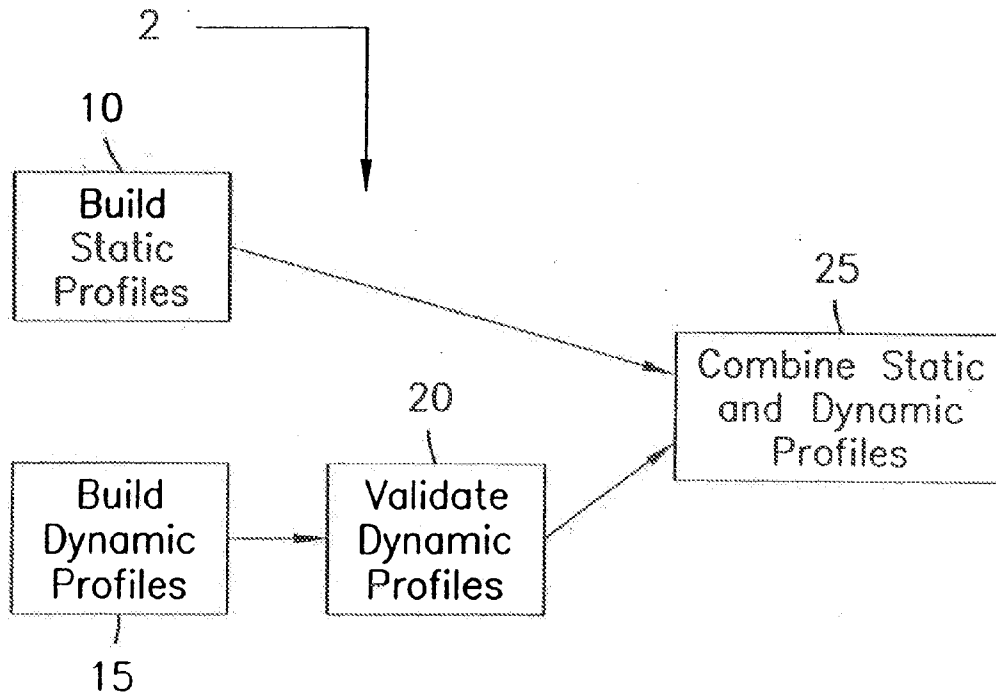 2
10
Build
Static
Profiles
25
Combine Static
and Dynamic
Profiles
20
Build
Dynamic
Profiles
Validate
Dynamic
Profiles
15